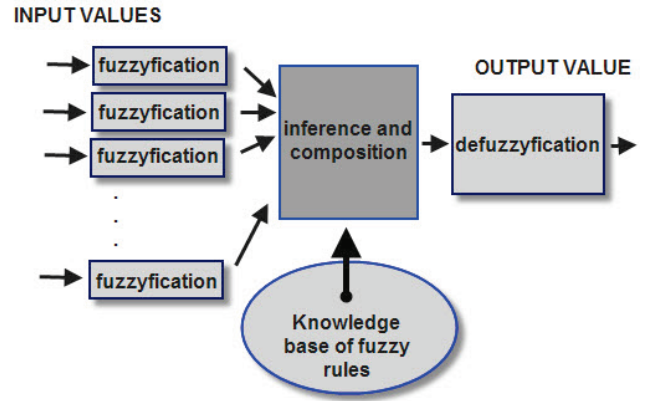 INPUT VALUES
fuzzyfication
fuzzyfication
fuzzyfication
.
.
.
fuzzyfication
inference and
composition
OUTPUT VALUE
defuzzyfication
Knowledge
base of fuzzy
rules